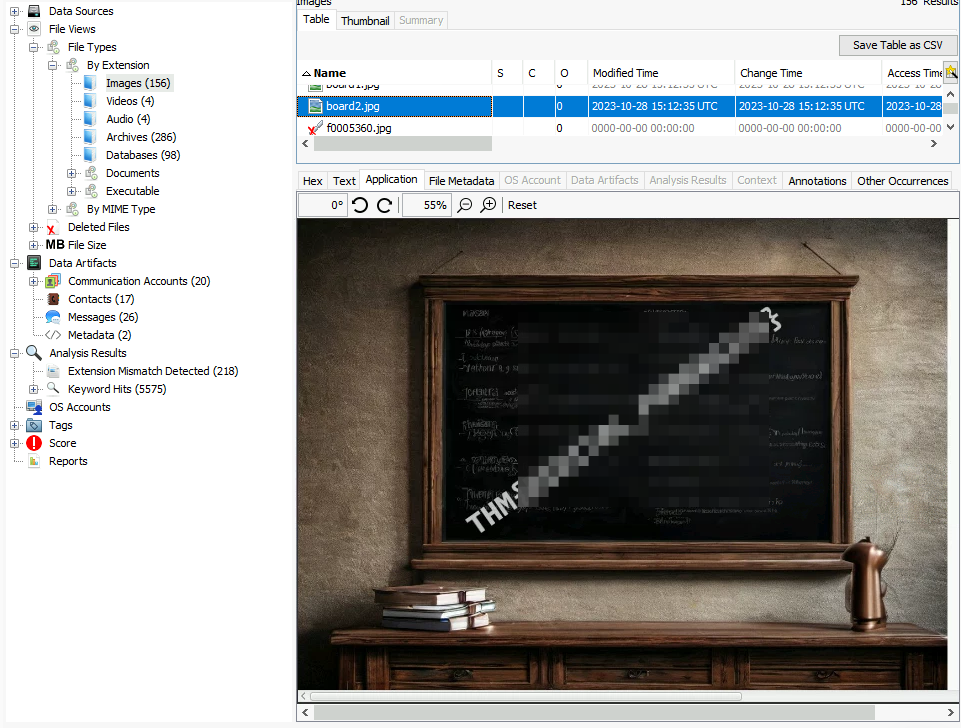 Data Sources
File Views
File Types
By Extension
Images (156)
Videos (4)
Audio (4)
Archives (286)
Databases (98)
Documents
Executable
By MIME Type
Deleted Files
MB File Size
Data Artifacts
Communication Accounts (20)
Contacts (17)
Messages (26)
Metadata (2)
Analysis Results
Extension Mismatch Detected (218)
Keyword Hits (5575)
OS Accounts
Tags
Score
Reports
Images 156 Results
Table Thumbnail Summary
Save Table as CSV
Name S C O Modified Time Change Time Access Time
board1.jpg 0 2023-10-28 15:12:35 UTC 2023-10-28 15:12:35 UTC 2023-10-28
board2.jpg 0 2023-10-28 15:12:35 UTC 2023-10-28 15:12:35 UTC 2023-10-28
f0005360.jpg 0 0000-00-00 00:00:00 0000-00-00 00:00:00 0000-00-00
Hex Text Application File Metadata OS Account Data Artifacts Analysis Results Context Annotations Other Occurrences
0° 55% Reset
THM